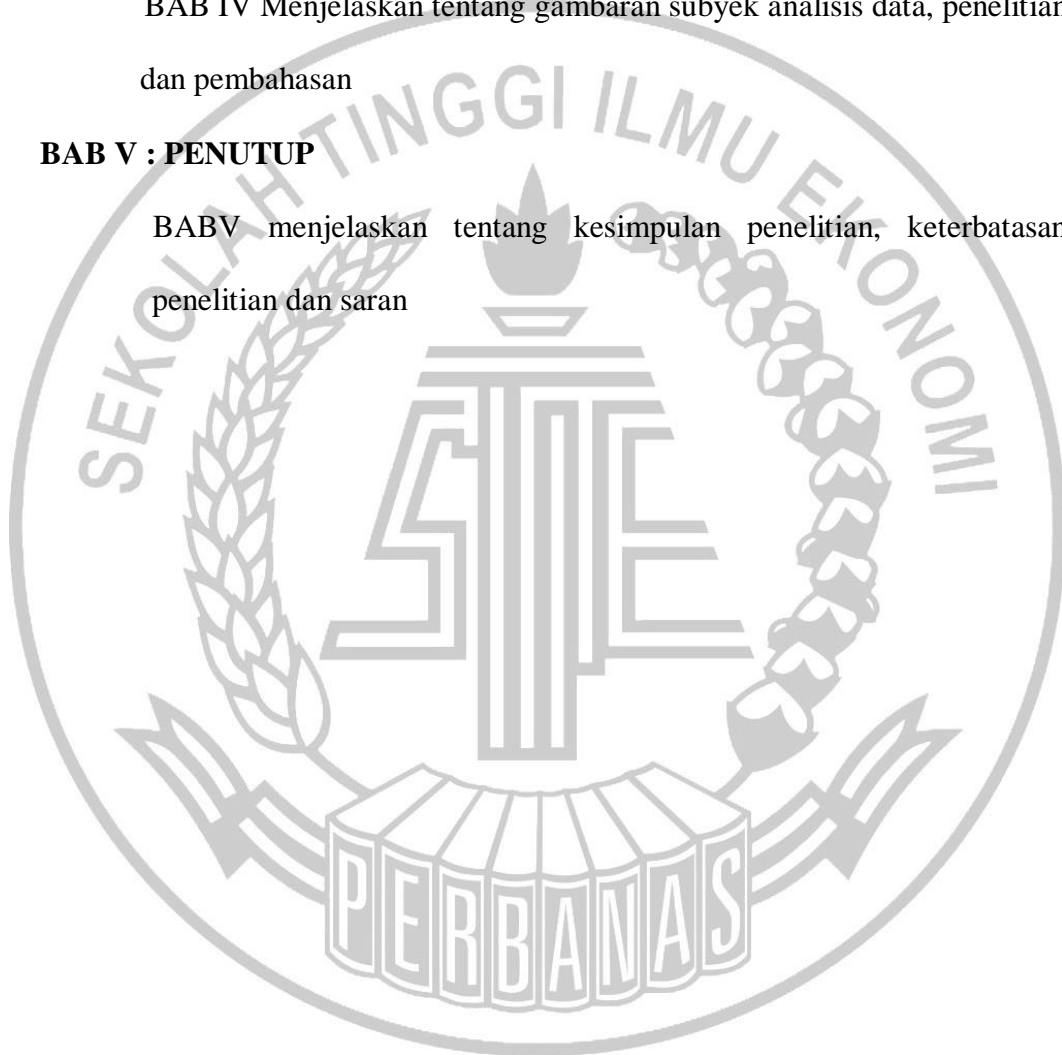 BAB IV Menjelaskan tentang gambaran subyek analisis data, penelitian
dan pembahasan
BAB V : PENUTUP
BABV menjelaskan tentang kesimpulan penelitian, keterbatasan
penelitian dan saran
SEKOLAH TINGGI ILMU EKONOMI
STIE
PERBANAS